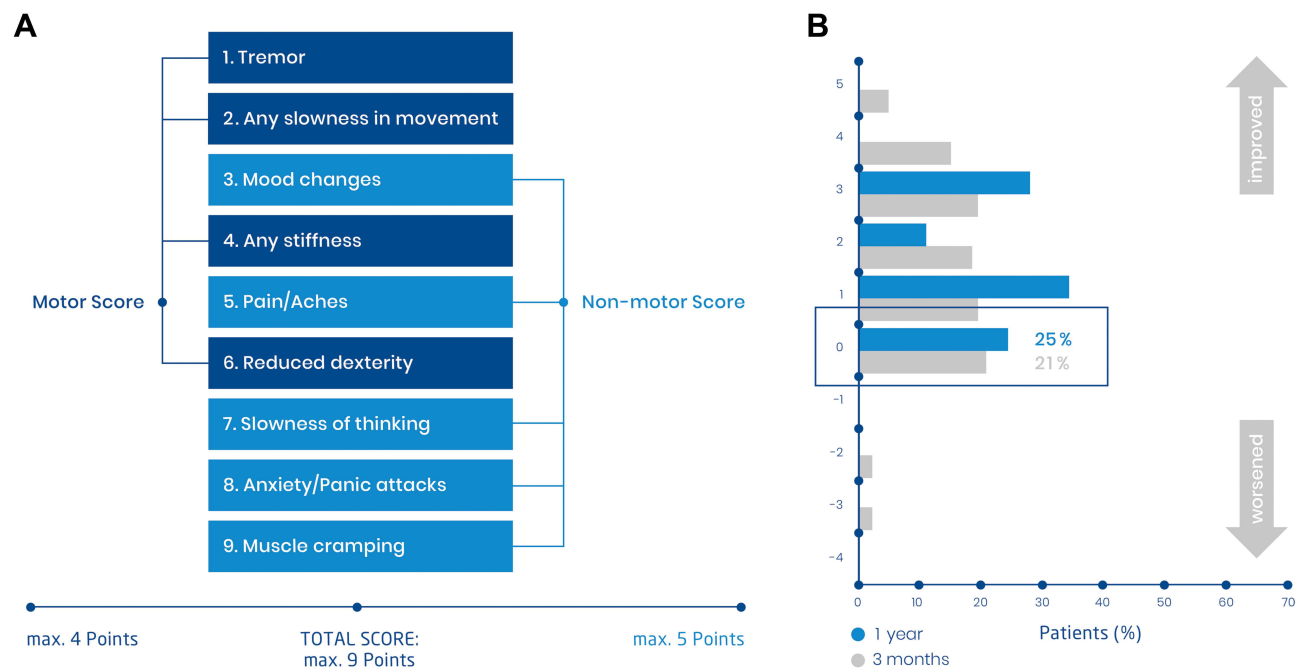 A
1. Tremor
2. Any slowness in movement
3. Mood changes
4. Any stiffness
Motor Score
5. Pain/Aches
Non-motor Score
6. Reduced dexterity
7. Slowness of thinking
8. Anxiety/Panic attacks
9. Muscle cramping
max. 4 Points
TOTAL SCORE:
max. 9 Points
max. 5 Points
B
5
4
3
2
1
0
-1
-2
-3
-4
25%
21%
improved
worsened
0 10 20 30 40 50 60 70
Patients (%)
1 year
3 months